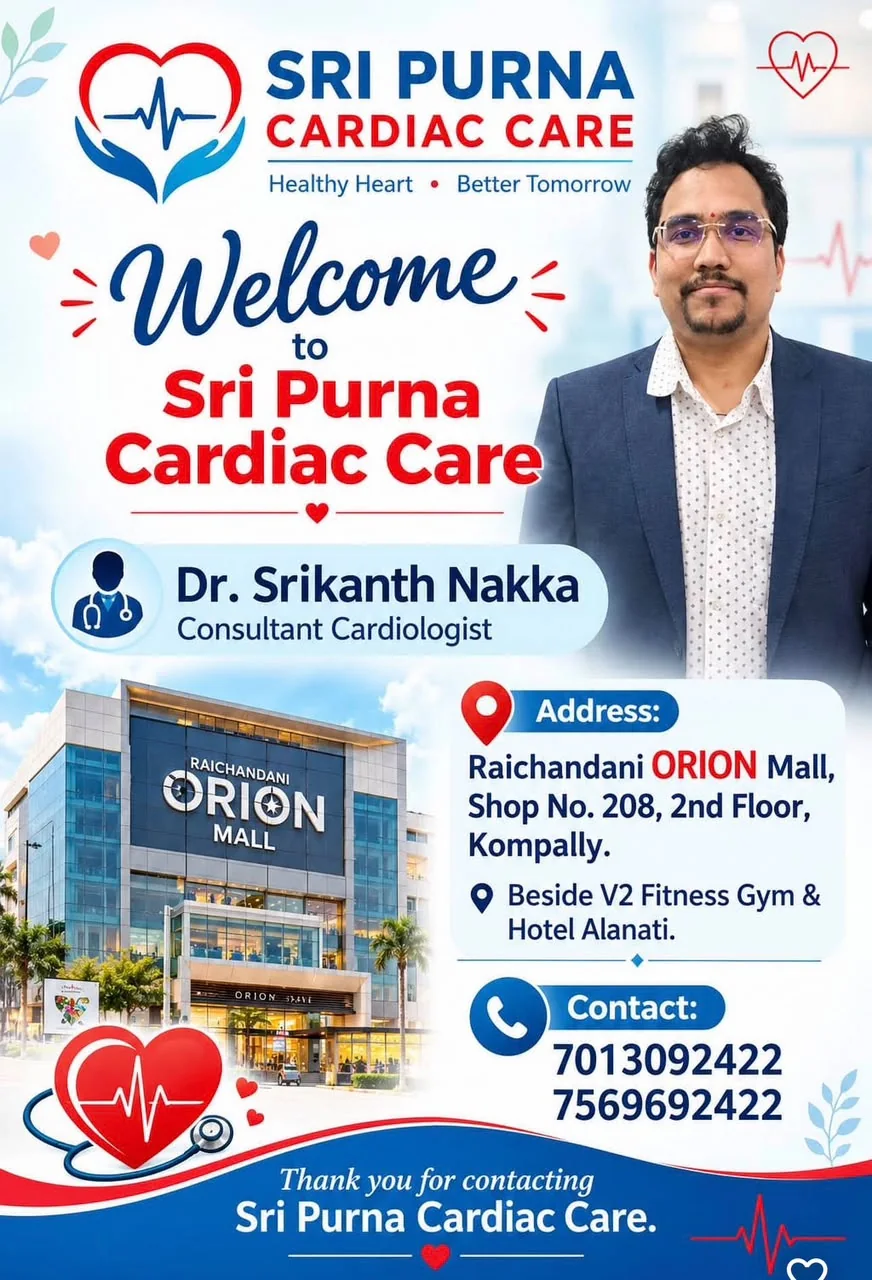 SRI PURNA
CARDIAC CARE
Healthy Heart • Better Tomorrow
Welcome
to
Sri Purna
Cardiac Care
Dr. Srikanth Nakka
Consultant Cardiologist
RAICHANDANI
ORION
MALL
ORION
Address:
Raichandani ORION Mall,
Shop No. 208, 2nd Floor,
Kompally.
Beside V2 Fitness Gym &
Hotel Alanati.
Contact:
7013092422
7569692422
Thank you for contacting
Sri Purna Cardiac Care.